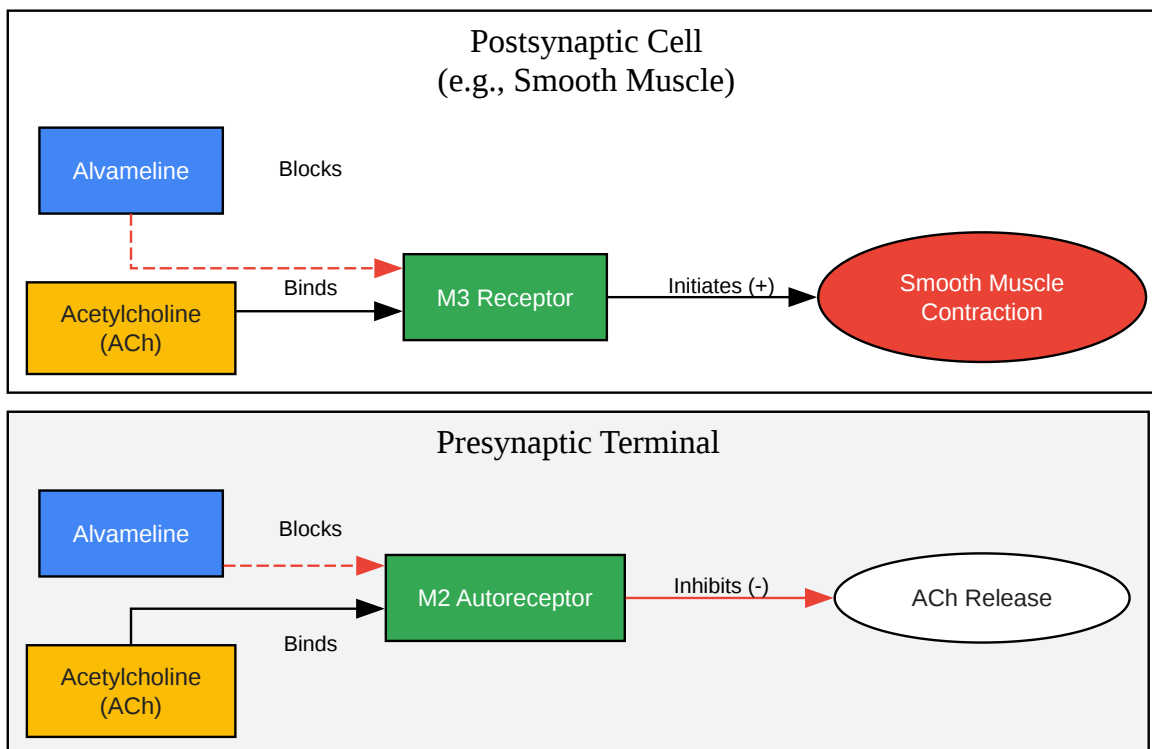 Postsynaptic Cell
(e.g., Smooth Muscle)
Alvameline
Blocks
Binds
M3 Receptor
Initiates (+)
Smooth Muscle
Contraction
Acetylcholine
(ACh)
Presynaptic Terminal
Alvameline
Blocks
M2 Autoreceptor
Inhibits (-)
ACh Release
Binds
Acetylcholine
(ACh)